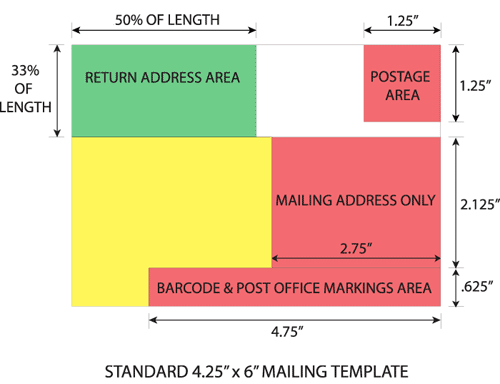 50% OF LENGTH
1.25”
33%
OF
LENGTH
RETURN ADDRESS AREA
POSTAGE
AREA
1.25”
MAILING ADDRESS ONLY
2.125”
2.75”
BARCODE & POST OFFICE MARKINGS AREA
.625”
4.75”
STANDARD 4.25” x 6” MAILING TEMPLATE